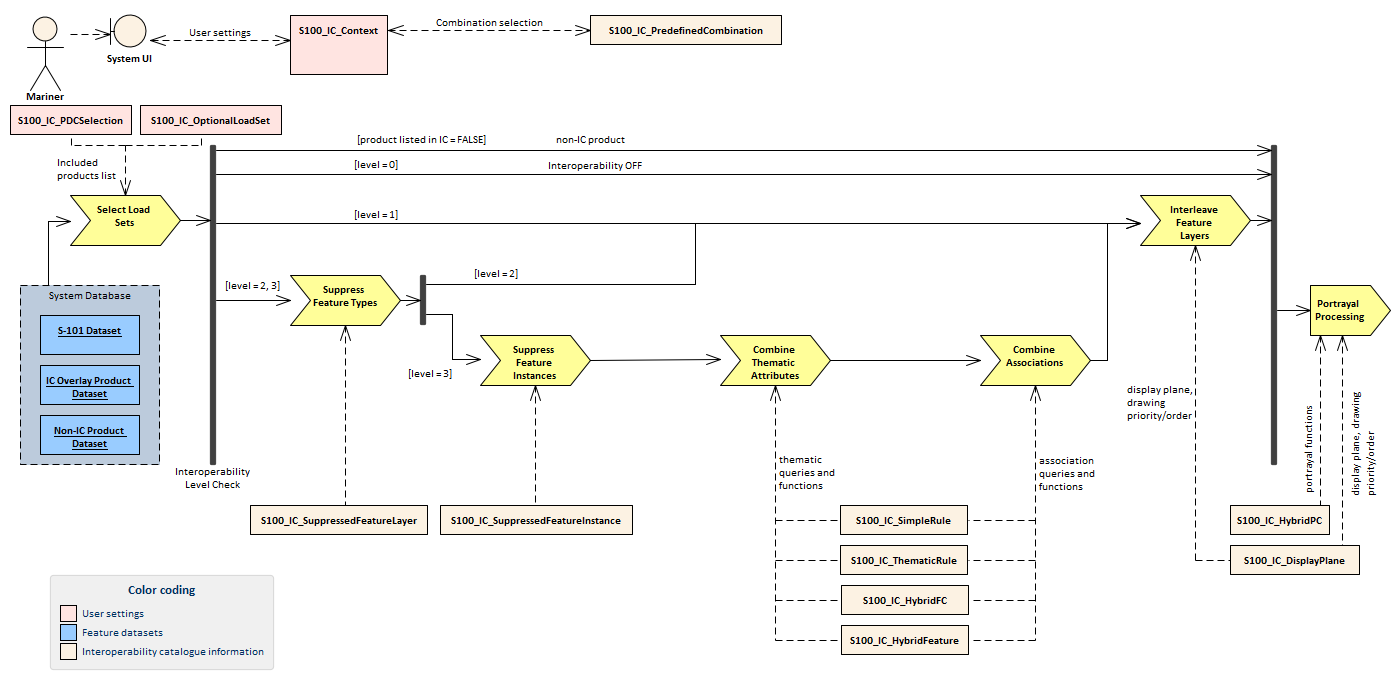 S100_IC_Context
Combination selection
S100_IC_PredefinedCombination
User settings
System UI
Mariner
S100_IC_PDCSelection
S100_IC_OptionalLoadSet
Included
products list
[product listed in IC = FALSE]
non-IC product
[level = 0]
Interoperability OFF
[level = 1]
Select Load
Sets
Interleave
Feature
Layers
[level = 2, 3]
Suppress
Feature Types
[level = 2]
System Database
S-101 Dataset
IC Overlay Product
Dataset
Non-IC Product
Dataset
Portrayal
Processing
[level = 3]
Suppress
Feature
Instances
Combine
Thematic
Attributes
Combine
Associations
display plane,
drawing
priority/order
portrayal functions
display plane, drawing
priority/order
Interoperability
Level Check
thematic
queries and
functions
association
queries and
functions
S100_IC_SuppressedFeatureLayer
S100_IC_SuppressedFeatureInstance
S100_IC_SimpleRule
S100_IC_ThematicRule
S100_IC_HybridFC
S100_IC_HybridFeature
S100_IC_HybridPC
S100_IC_DisplayPlane
Color coding
User settings
Feature datasets
Interoperability catalogue information